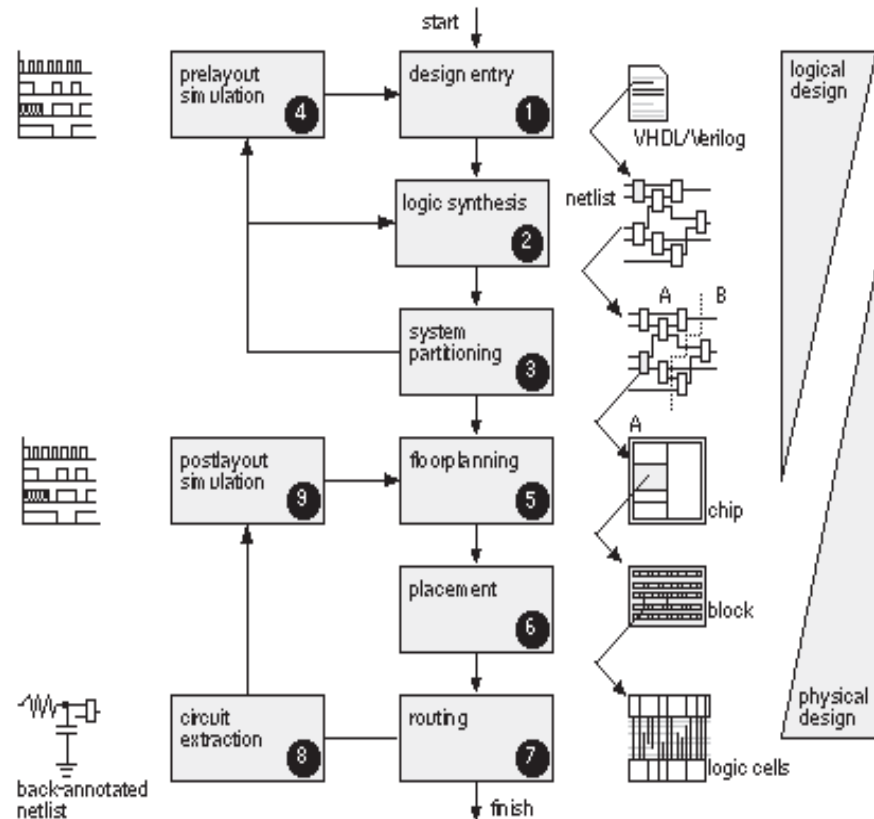 start
prelayout
simulation
4
design entry
1
VHDL/Verilog
logical
design
logic synthesis
2
netlist
system
partitioning
3
A
B
postlayout
simulation
9
floorplanning
5
A
chip
placement
6
block
circuit
extraction
8
routing
7
logic cells
physical
design
back-annotated
netlist
finish